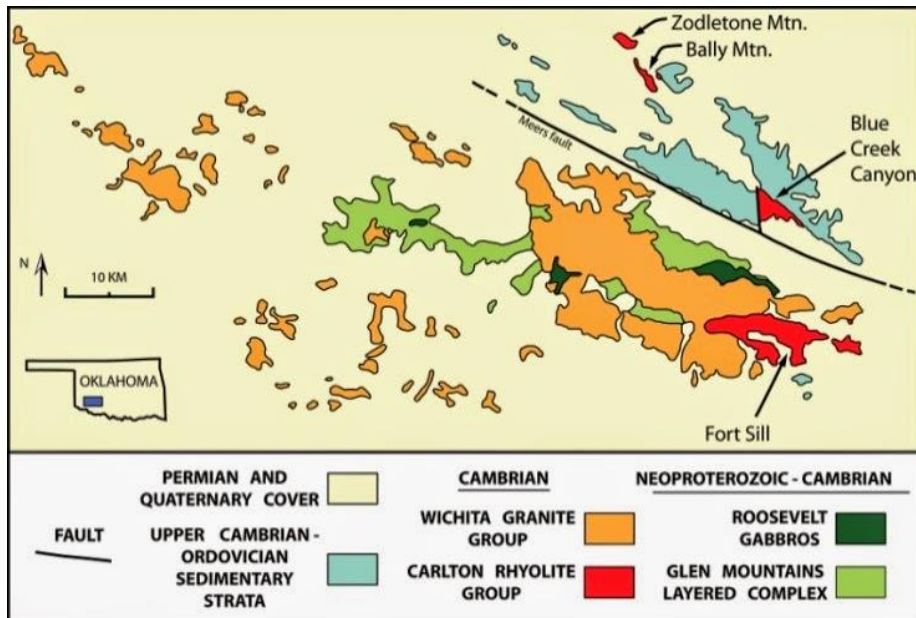 Zodletone Mtn.
Bally Mtn.
Meers fault
Blue
Creek
Canyon
N
10 KM
OKLAHOMA
Fort Sill
FAULT
PERMIAN AND
QUATERNARY COVER
UPPER CAMBRIAN-
ORDOVICIAN
SEDIMENTARY
STRATA
CAMBRIAN
WICHITA GRANITE
GROUP
CARLTON RHYOLITE
GROUP
NEOPROTEROZOIC - CAMBRIAN
ROOSEVELT
GABBROS
GLEN MOUNTAINS
LAYERED COMPLEX